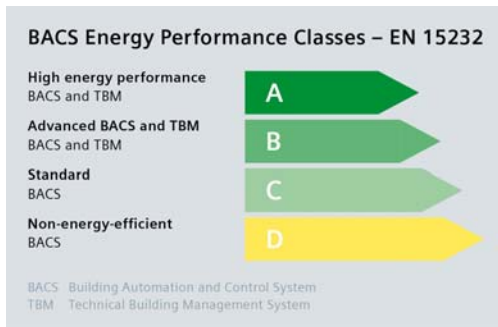 BACS Energy Performance Classes – EN 15232
High energy performance
BACS and TBM
A
Advanced BACS and TBM
BACS and TBM
B
Standard
BACS
C
Non-energy-efficient
BACS
D
BACS Building Automation and Control System
TBM Technical Building Management System